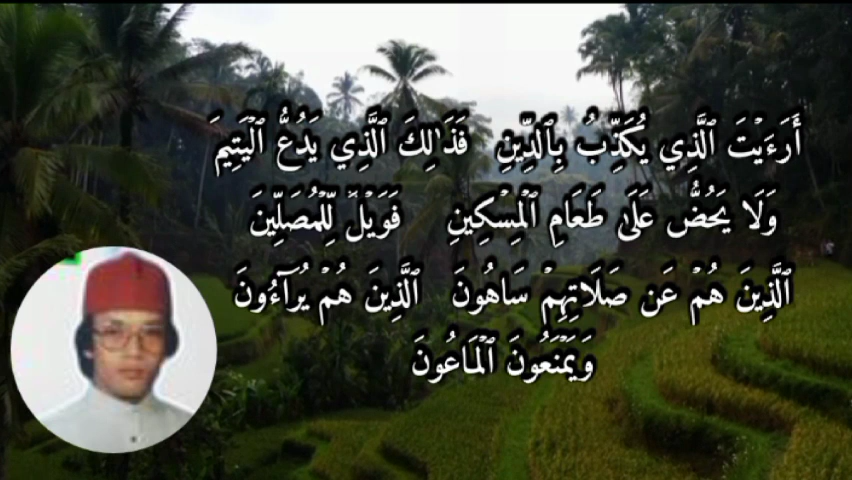 أَرَءَيْتَ ٱلَّذِي يُكَذِّبُ بِٱلدِّينِ فَذَٰلِكَ ٱلَّذِي يَدُعُّ ٱلْيَتِيمَ
وَلَا يَحُضُّ عَلَىٰ طَعَامِ ٱلْمِسْكِينِ فَوَيْلٌ لِّلْمُصَلِّينَ
ٱلَّذِينَ هُمْ عَن صَلَاتِهِمْ سَاهُونَ ٱلَّذِينَ هُمْ يُرَآءُونَ
وَيَمْنَعُونَ ٱلْمَاعُونَ